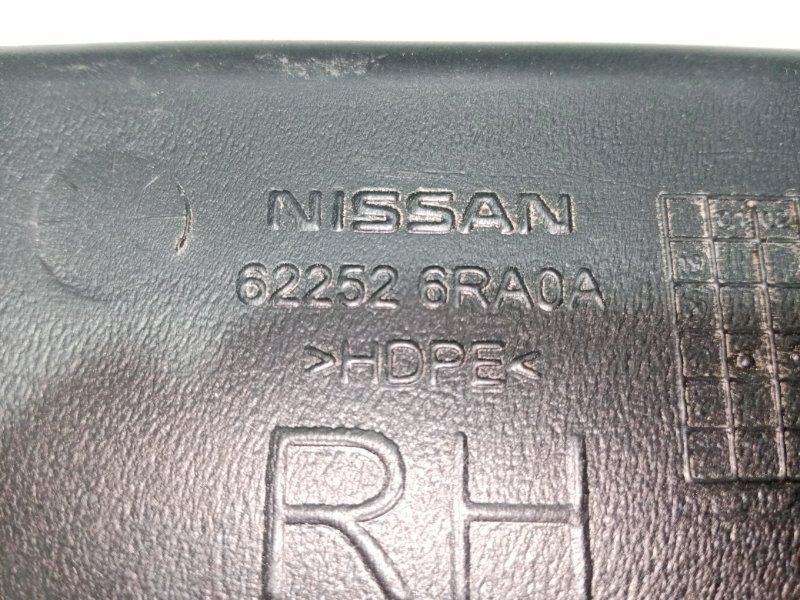 NISSAN
62252 6RA0A
>HDPE<
RH